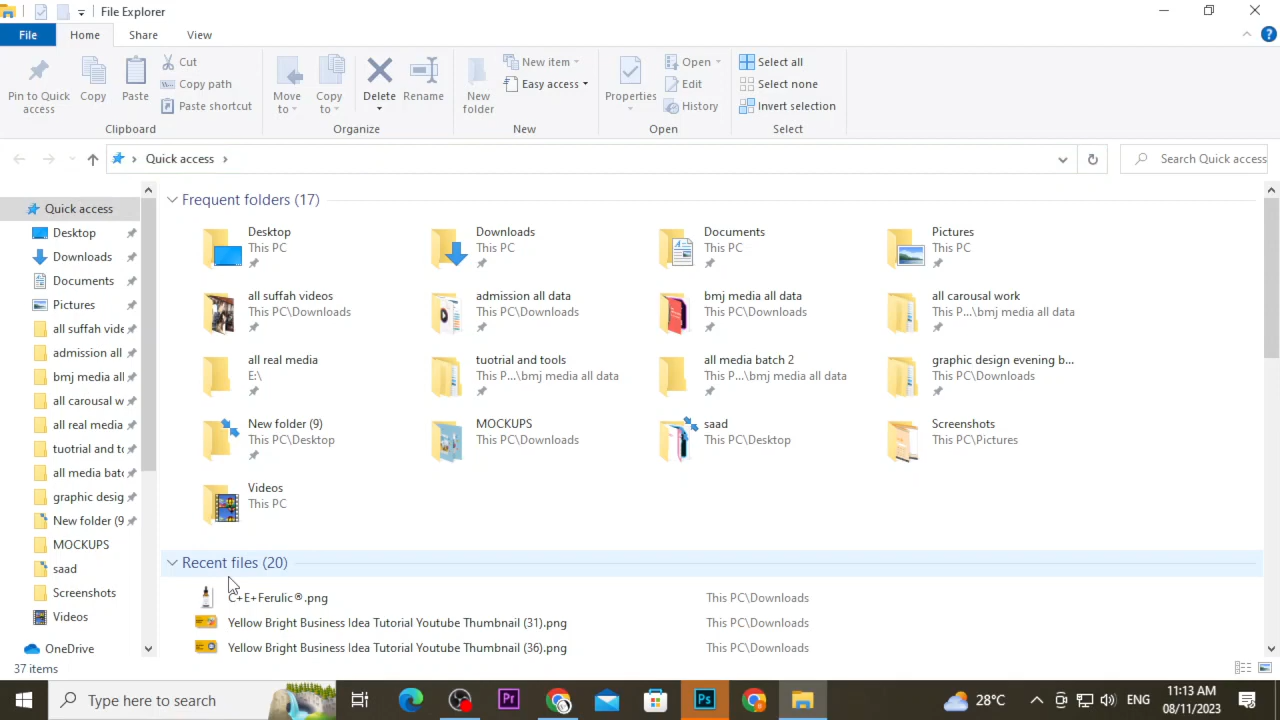 File Explorer
File Home Share View
Pin to Quick access
Copy
Paste
Cut
Copy path
Paste shortcut
Clipboard
Move to
Copy to
Delete
Rename
Organize
New folder
New item
Easy access
New
Properties
Open
Edit
History
Open
Select all
Select none
Invert selection
Select
Quick access
Search Quick access
Quick access
Desktop
Downloads
Documents
Pictures
all suffah vide
admission all
bmj media all
all carousal w
all real media
tuotrial and to
all media batc
graphic desig
New folder (9
MOCKUPS
saad
Screenshots
Videos
OneDrive
Frequent folders (17)
Desktop
This PC
Downloads
This PC
Documents
This PC
Pictures
This PC
all suffah videos
This PC\Downloads
admission all data
This PC\Downloads
bmj media all data
This PC\Downloads
all carousal work
This P...\bmj media all data
all real media
E:\
tuotrial and tools
This P...\bmj media all data
all media batch 2
This P...\bmj media all data
graphic design evening b...
This PC\Downloads
New folder (9)
This PC\Desktop
MOCKUPS
This PC\Downloads
saad
This PC\Desktop
Screenshots
This PC\Pictures
Videos
This PC
Recent files (20)
C+E+Ferulic®.png This PC\Downloads
Yellow Bright Business Idea Tutorial Youtube Thumbnail (31).png This PC\Downloads
Yellow Bright Business Idea Tutorial Youtube Thumbnail (36).png This PC\Downloads
37 items
Type here to search
Pr
Ps
28°C
ENG
11:13 AM
08/11/2023